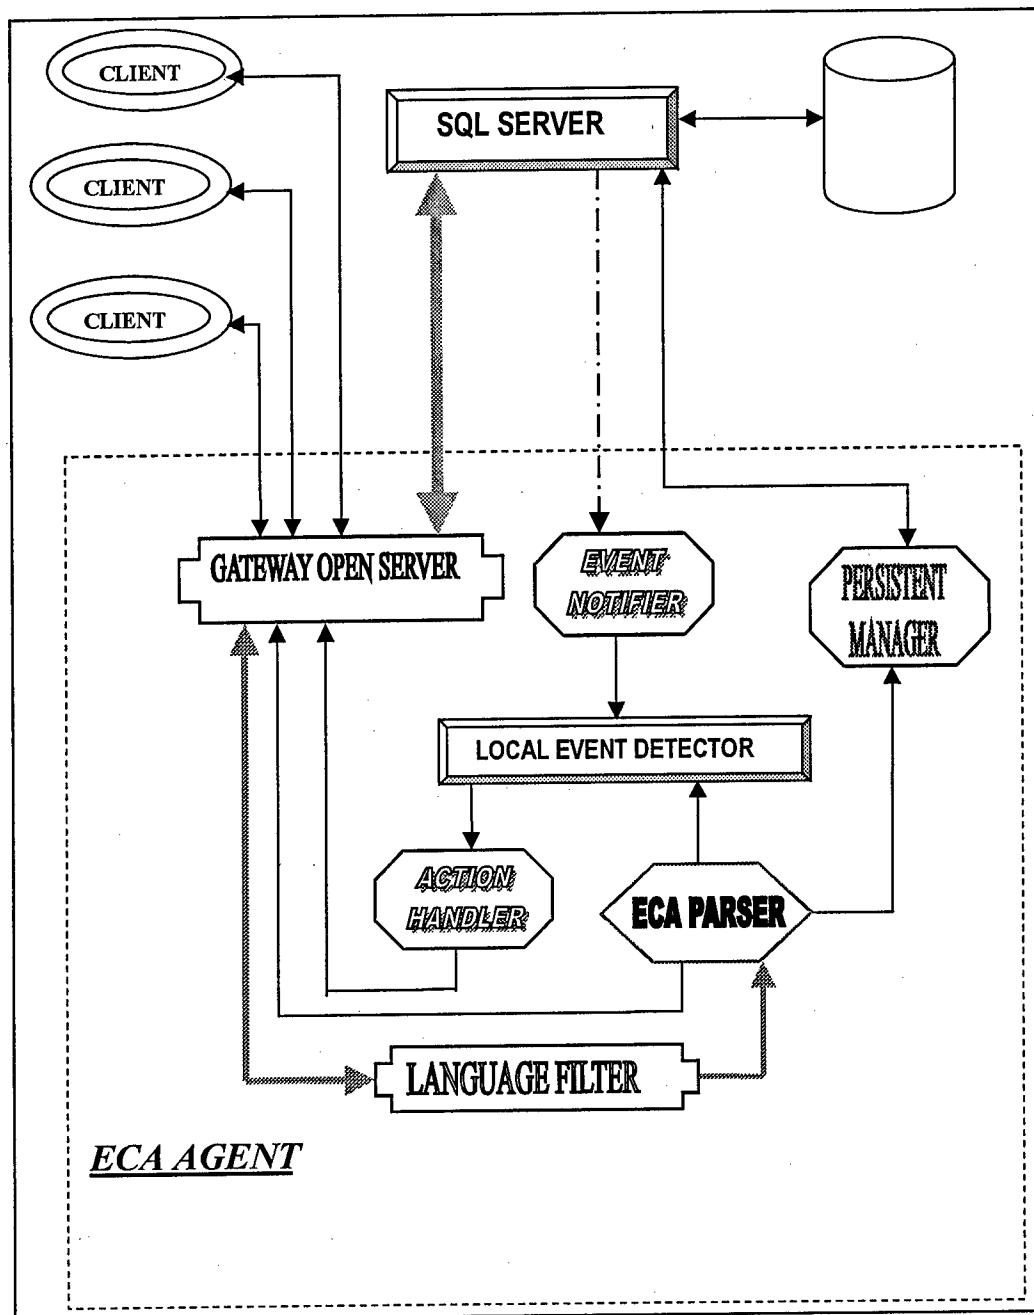 CLIENT
SQL SERVER
CLIENT
CLIENT
GATEWAY OPEN SERVER
EVENT
NOTIFIER
PERSISTENT
MANAGER
LOCAL EVENT DETECTOR
ACTION
HANDLER
ECA PARSER
LANGUAGE FILTER
ECA AGENT